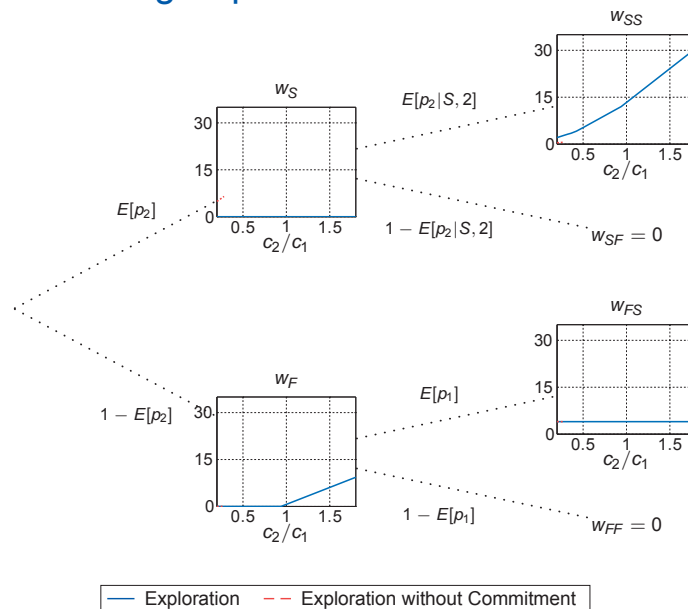 w_SS
30
15
0
0.5 1 1.5
c_2/c_1
w_S
30
15
0
0.5 1 1.5
c_2/c_1
E[p_2|S, 2]
E[p_2]
1 − E[p_2|S, 2]
w_SF = 0
w_FS
30
15
0
0.5 1 1.5
c_2/c_1
w_F
30
15
0
0.5 1 1.5
c_2/c_1
E[p_1]
1 − E[p_2]
1 − E[p_1]
w_FF = 0
Exploration Exploration without Commitment